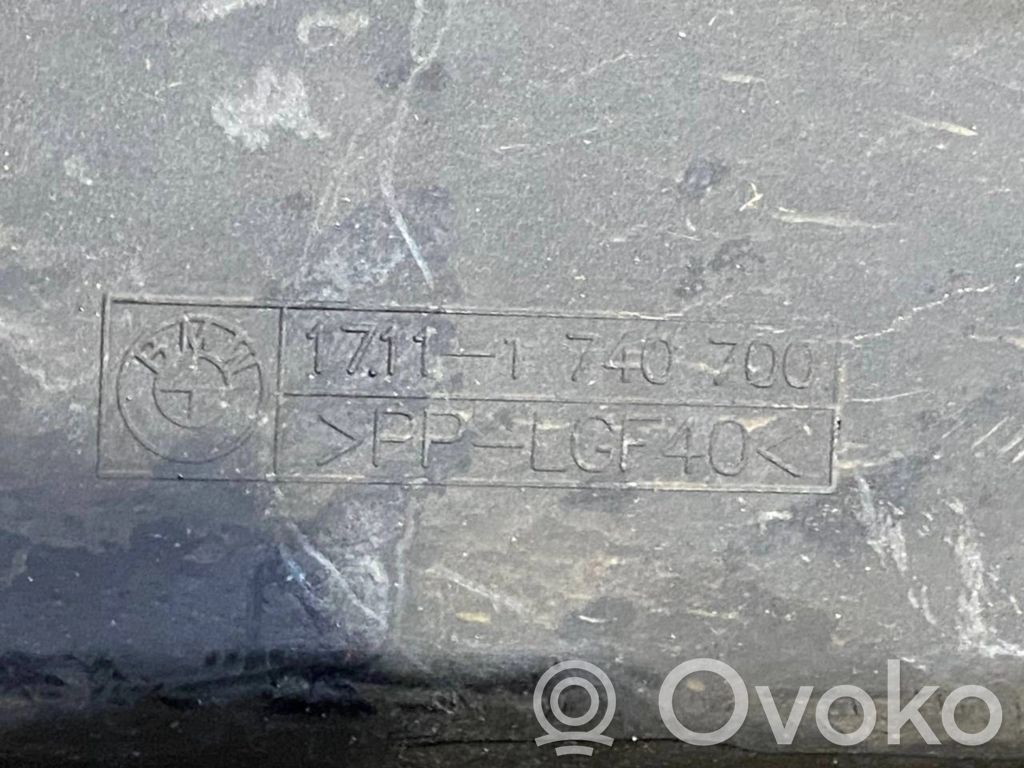 BMW
17.11-1 740 700
>PP-LGF40<
Ovoko